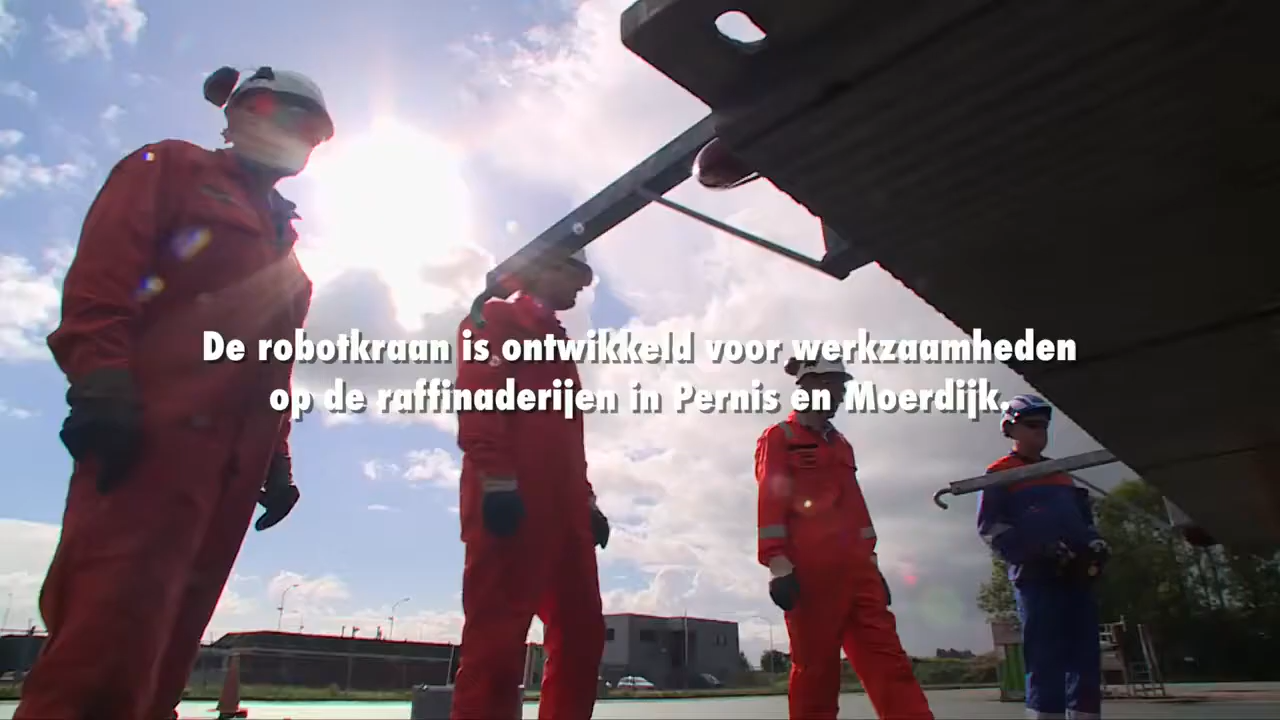 De robotkraan is ontwikkeld voor werkzaamheden
op de raffinaderijen in Pernis en Moerdijk.